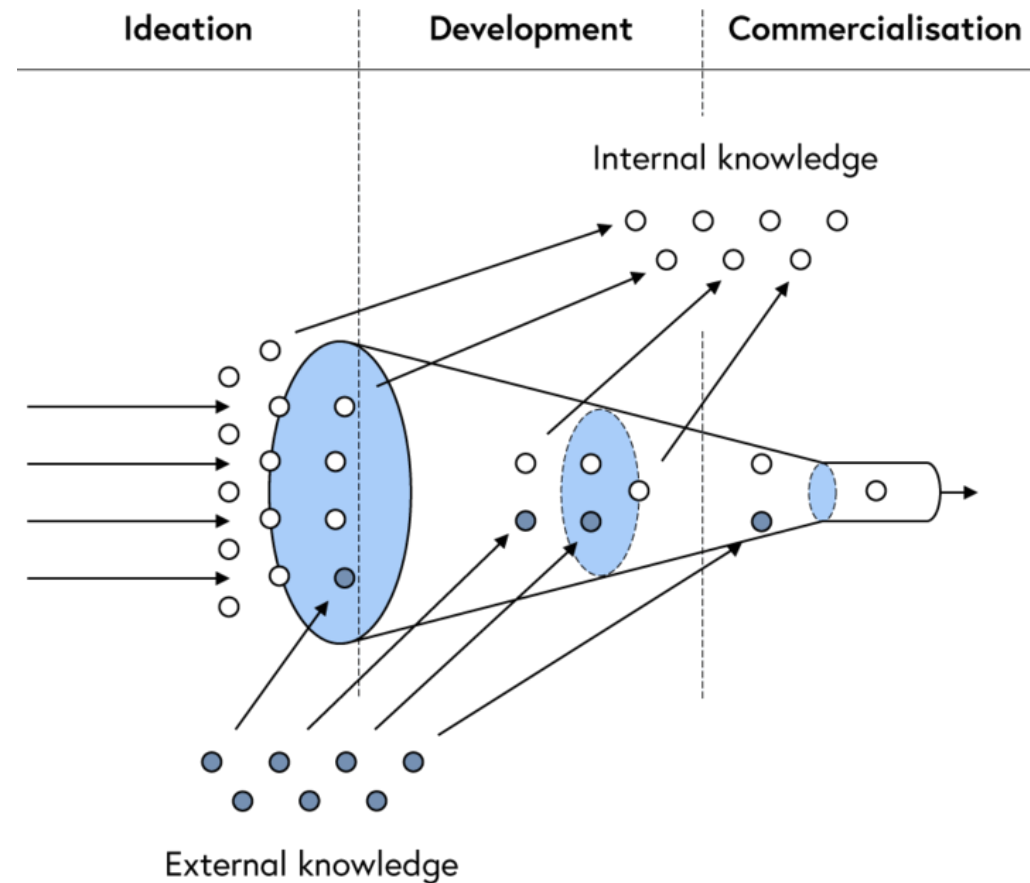 Ideation
Development
Commercialisation
Internal knowledge
External knowledge